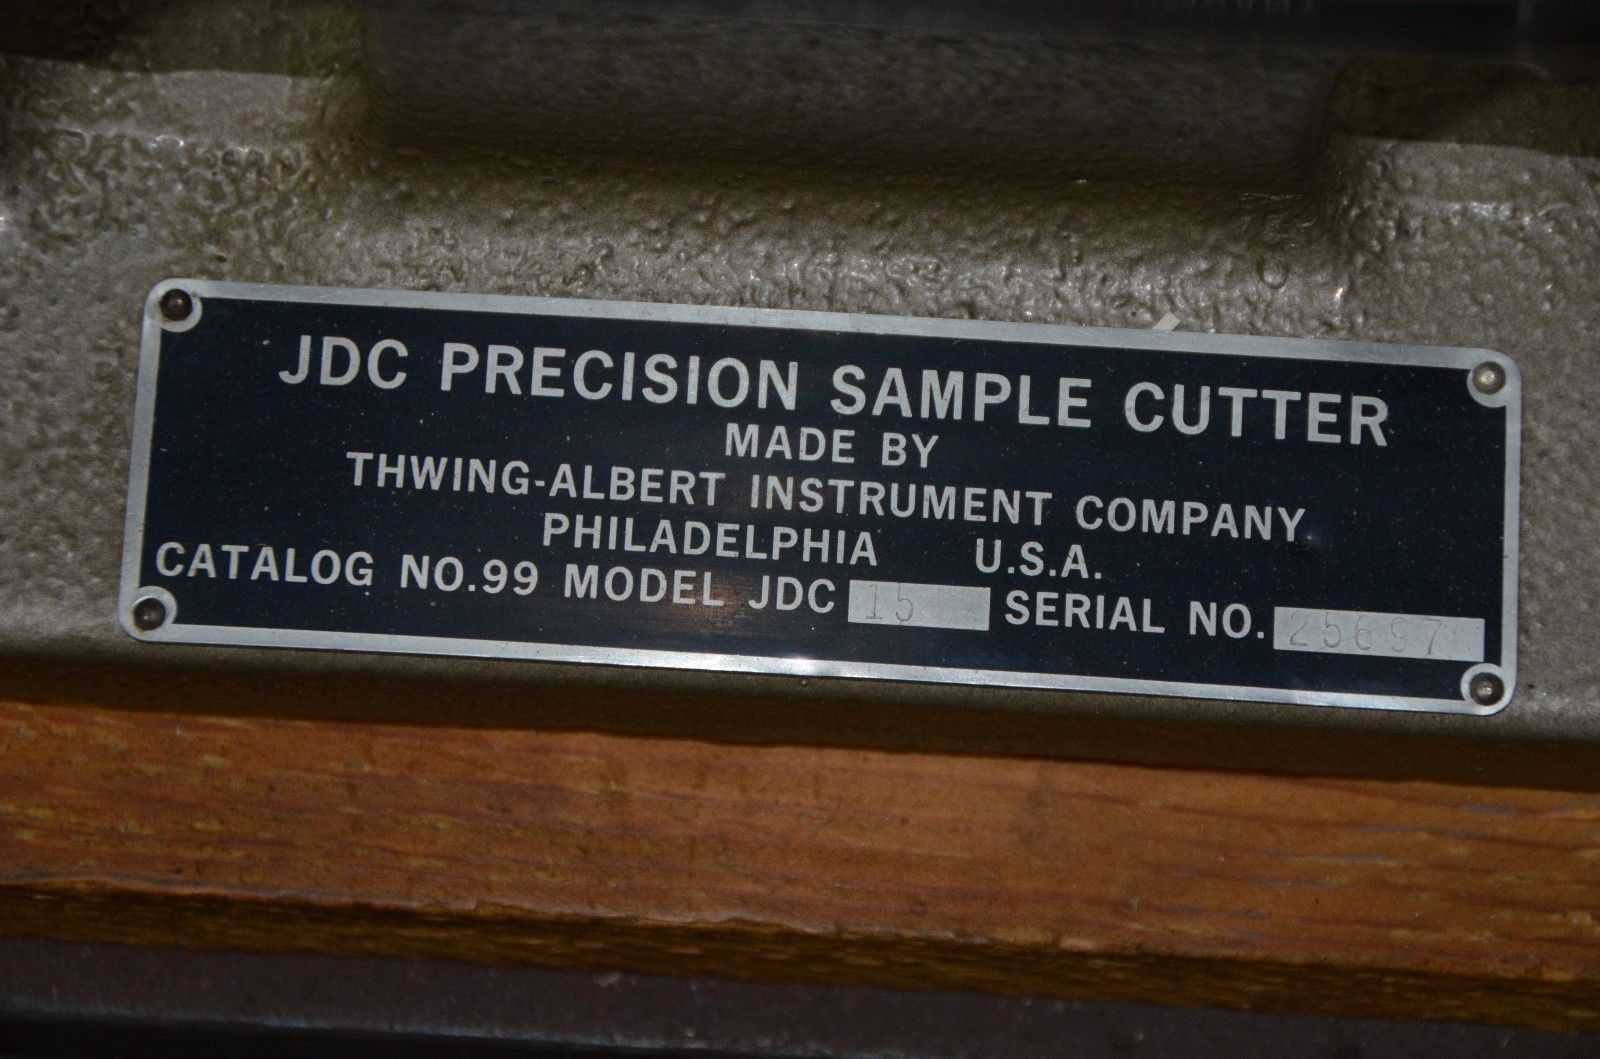 JDC PRECISION SAMPLE CUTTER
MADE BY
THWING-ALBERT INSTRUMENT COMPANY
PHILADELPHIA U.S.A.
CATALOG NO.99 MODEL JDC 15 SERIAL NO. 25697